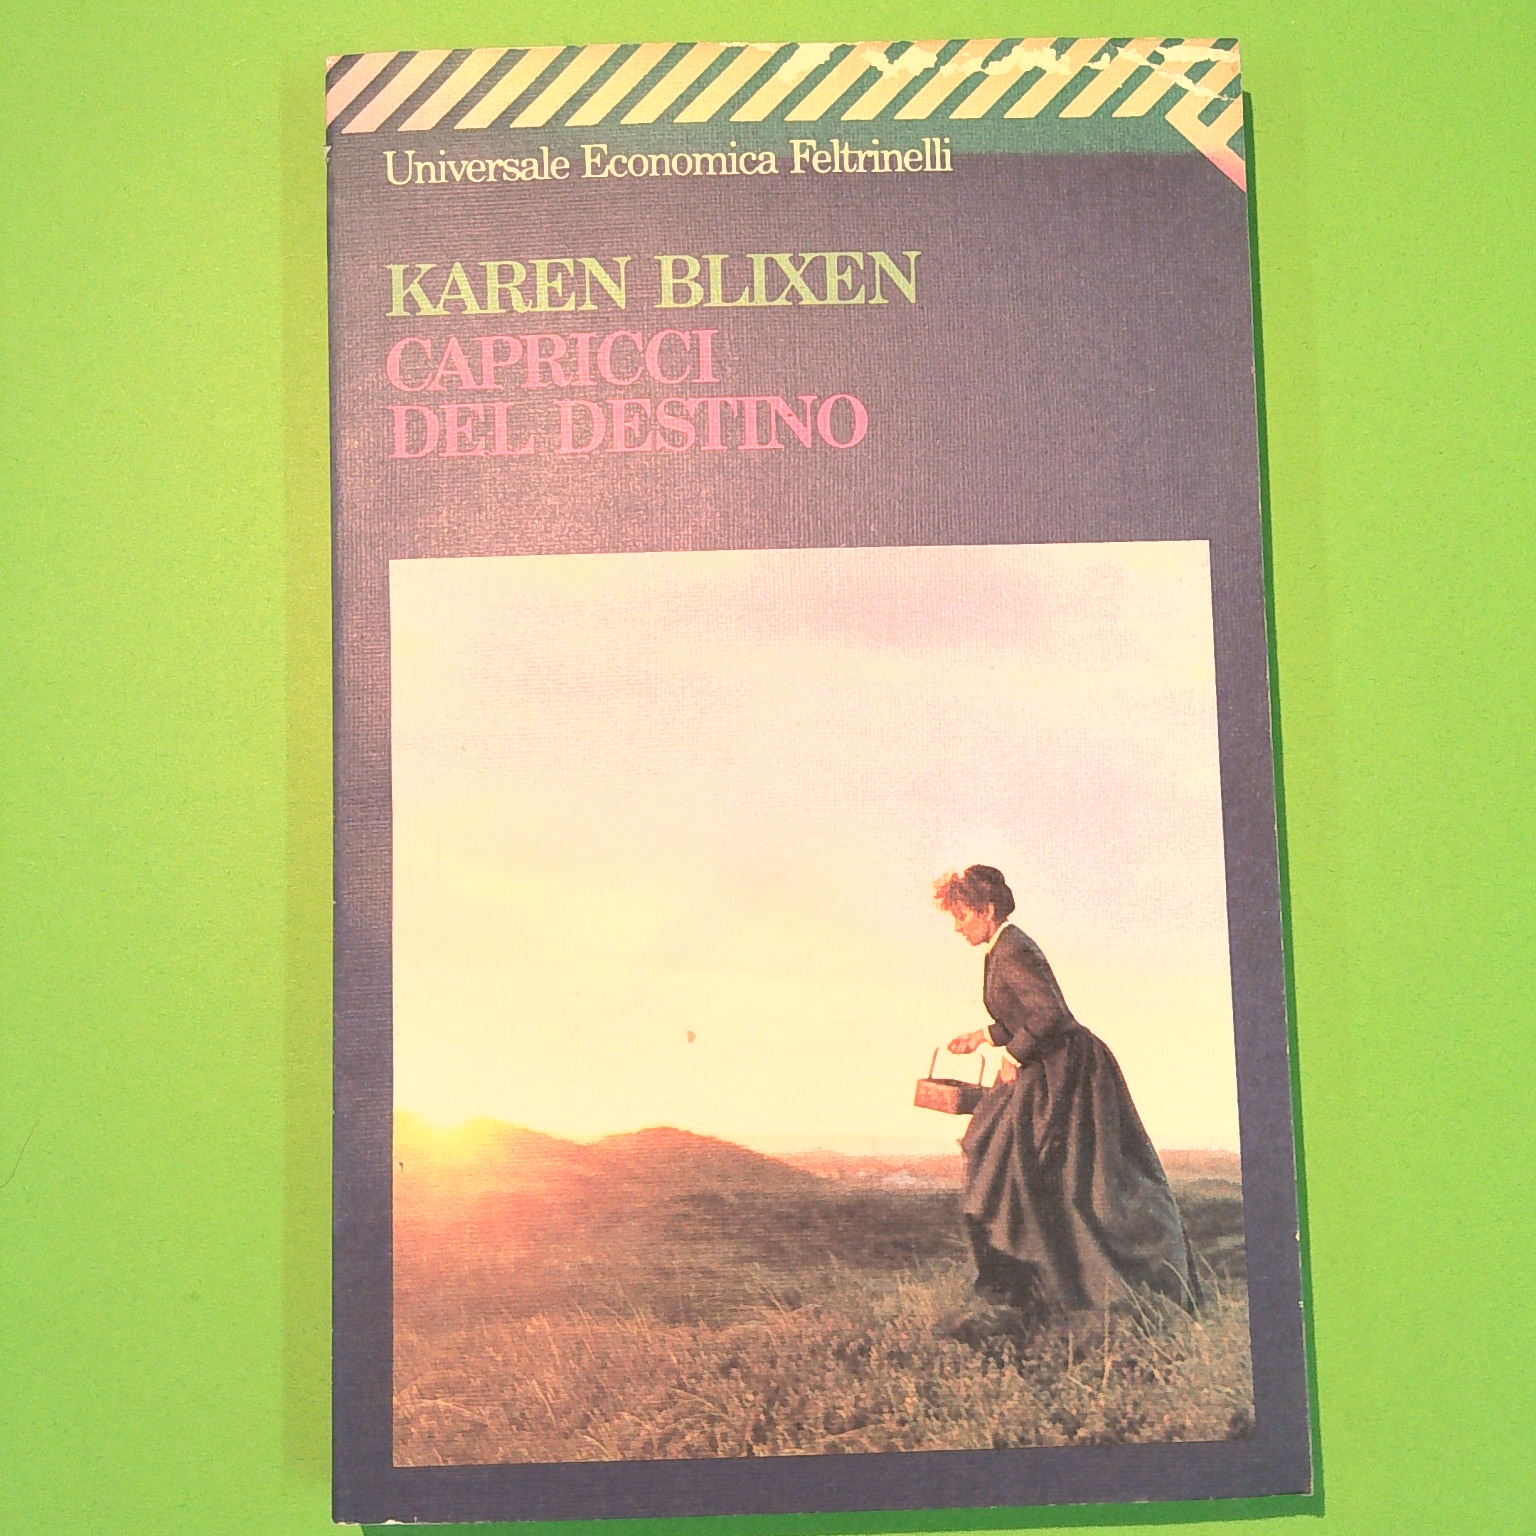 Universale Economica Feltrinelli
KAREN BLIXEN
CAPRICCI
DEL DESTINO